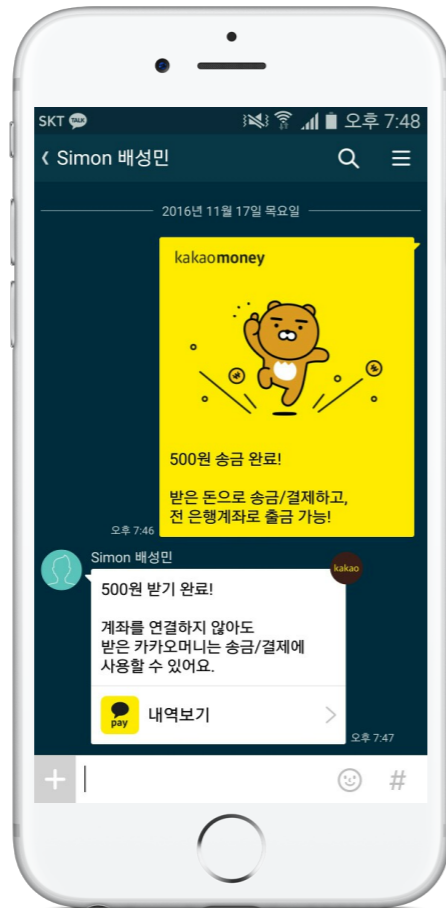 SKT TALK 오후 7:48
Simon 배성민
2016년 11월 17일 목요일
kakaomoney
500원 송금 완료!
받은 돈으로 송금/결제하고,
전 은행계좌로 출금 가능!
오후 7:46
Simon 배성민
kakao
500원 받기 완료!
계좌를 연결하지 않아도
받은 카카오머니는 송금/결제에
사용할 수 있어요.
pay 내역보기
오후 7:47
+ #